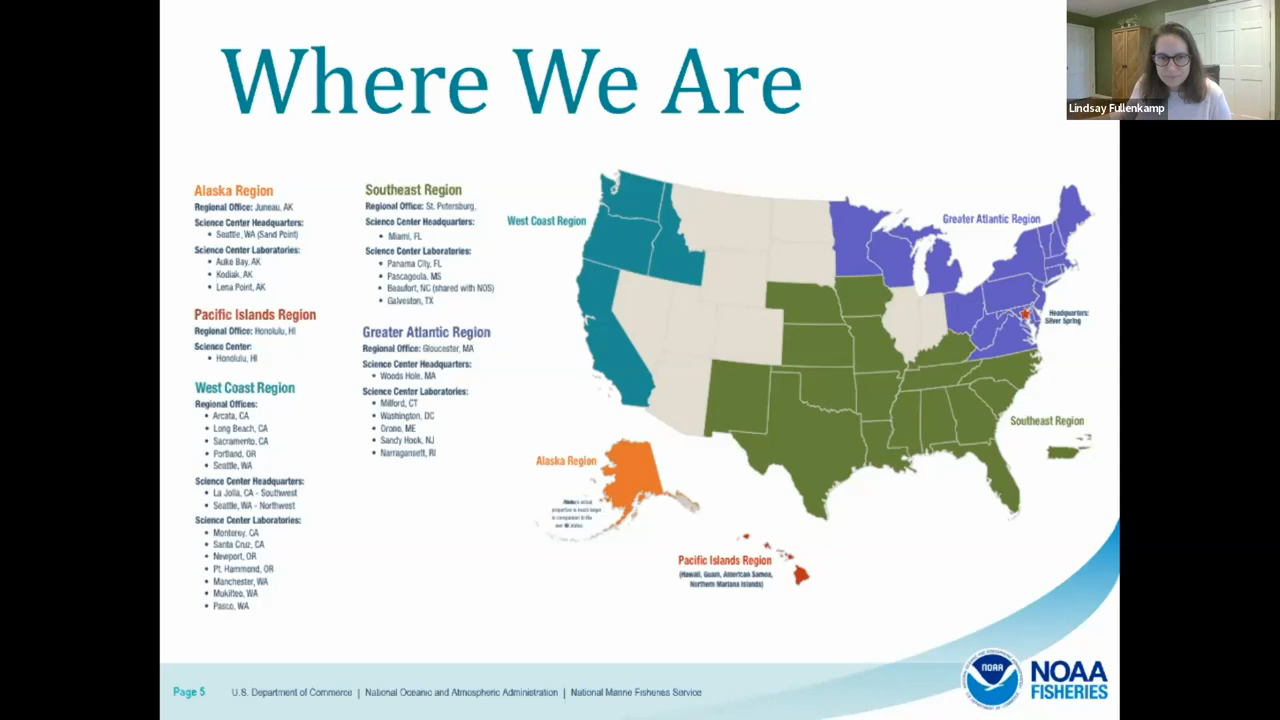 Where We Are
Lindsay Fullenkamp
Alaska Region
Regional Office: Juneau, AK
Science Center Headquarters:
• Seattle, WA (Sand Point)
Science Center Laboratories:
• Auke Bay, AK
• Kodiak, AK
• Lena Point, AK
Pacific Islands Region
Regional Office: Honolulu, HI
Science Center:
• Honolulu, HI
West Coast Region
Regional Offices:
• Arcata, CA
• Long Beach, CA
• Sacramento, CA
• Portland, OR
• Seattle, WA
Science Center Headquarters:
• La Jolla, CA - Southwest
• Seattle, WA - Northwest
Science Center Laboratories:
• Monterey, CA
• Santa Cruz, CA
• Newport, OR
• Pt. Hammond, OR
• Manchester, WA
• Mukilteo, WA
• Pasco, WA
Southeast Region
Regional Office: St. Petersburg,
Science Center Headquarters:
• Miami, FL
Science Center Laboratories:
• Panama City, FL
• Pascagoula, MS
• Beaufort, NC (shared with NOS)
• Galveston, TX
Greater Atlantic Region
Regional Office: Gloucester, MA
Science Center Headquarters:
• Woods Hole, MA
Science Center Laboratories:
• Milford, CT
• Washington, DC
• Orono, ME
• Sandy Hook, NJ
• Narragansett, RI
West Coast Region
Greater Atlantic Region
Headquarters:
Silver Spring
Southeast Region
Alaska Region
Pacific Islands Region
(Hawaii, Guam, American Samoa,
Northern Mariana Islands)
Page 5 U.S. Department of Commerce | National Oceanic and Atmospheric Administration | National Marine Fisheries Service
NOAA
NOAA
FISHERIES